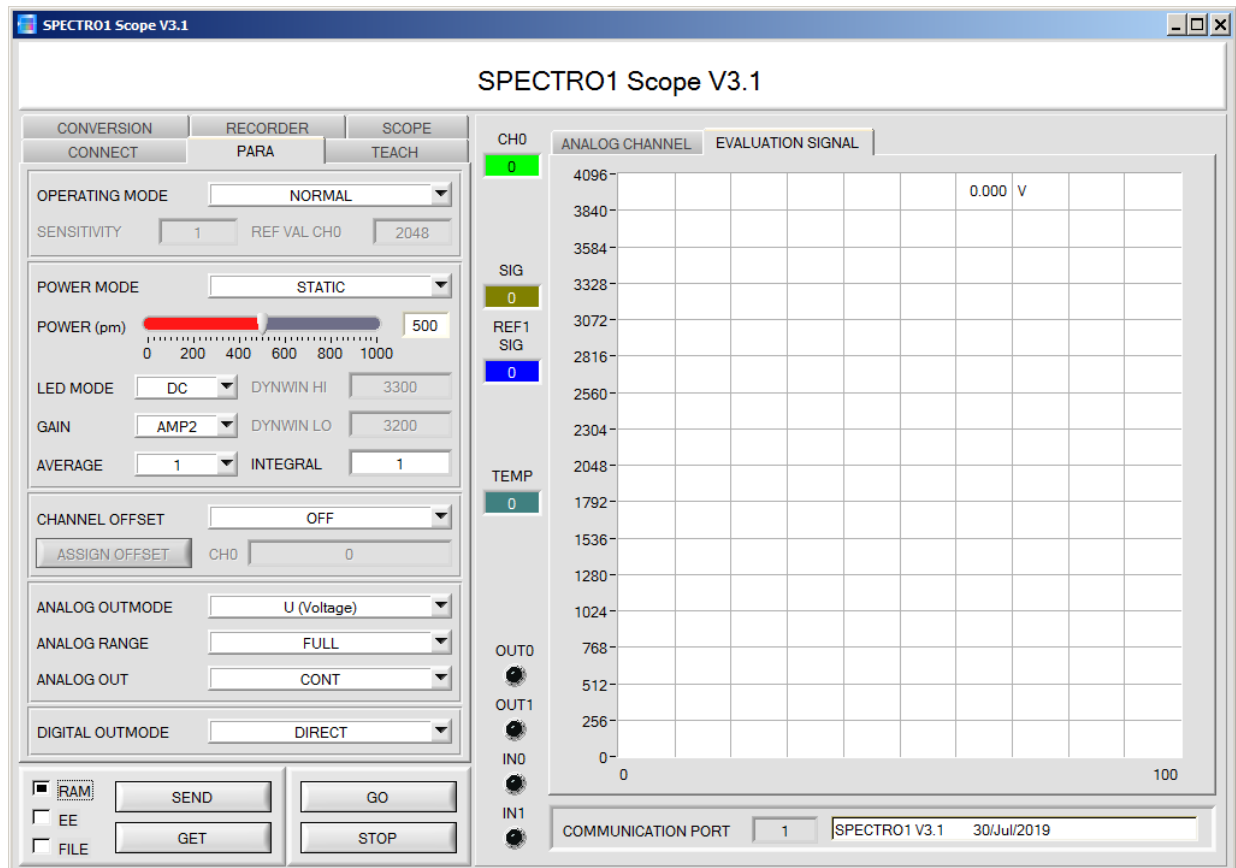 SPECTRO1 Scope V3.1
SPECTRO1 Scope V3.1
CONVERSION RECORDER SCOPE
CONNECT PARA TEACH
OPERATING MODE NORMAL
SENSITIVITY 1 REF VAL CH0 2048
POWER MODE STATIC
POWER (pm) 500
0 200 400 600 800 1000
LED MODE DC DYNWIN HI 3300
GAIN AMP2 DYNWIN LO 3200
AVERAGE 1 INTEGRAL 1
CHANNEL OFFSET OFF
ASSIGN OFFSET CH0 0
ANALOG OUTMODE U (Voltage)
ANALOG RANGE FULL
ANALOG OUT CONT
DIGITAL OUTMODE DIRECT
RAM
EE
FILE
SEND GO
GET STOP
CH0
0
SIG
0
REF1
SIG
0
TEMP
0
OUT0
OUT1
IN0
IN1
ANALOG CHANNEL EVALUATION SIGNAL
0.000 V
4096
3840
3584
3328
3072
2816
2560
2304
2048
1792
1536
1280
1024
768
512
256
0
0 100
COMMUNICATION PORT 1 SPECTRO1 V3.1 30/Jul/2019